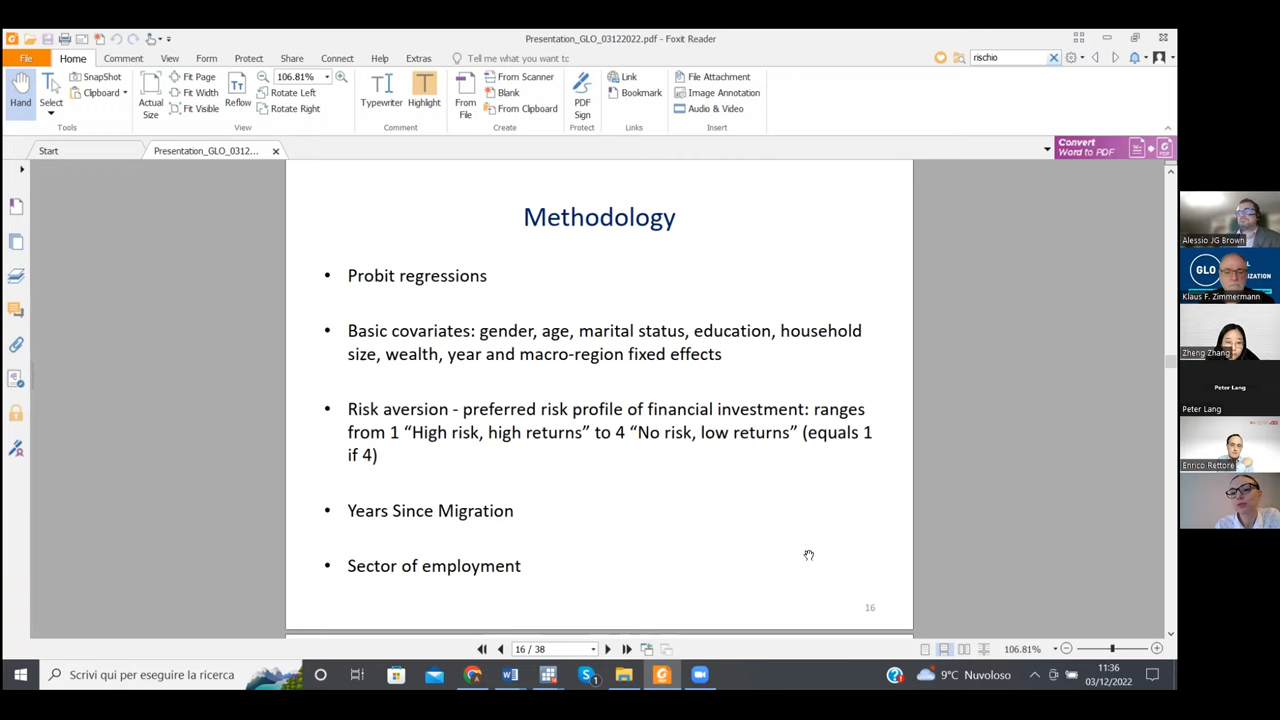 Presentation_GLO_03122022.pdf - Foxit Reader
File
Home
Comment
View
Form
Protect
Share
Connect
Help
Extras
Tell me what you want to
rischio
Hand
Select
SnapShot
Clipboard
Tools
Actual
Size
Fit Page
Fit Width
Fit Visible
Reflow
106.81%
Rotate Left
Rotate Right
View
Typewriter
Highlight
Comment
From
File
From Scanner
Blank
From Clipboard
Create
PDF
Sign
Protect
Link
Bookmark
Links
File Attachment
Image Annotation
Audio & Video
Insert
Start
Presentation_GLO_0312...
Convert
Word to PDF
Methodology
• Probit regressions
• Basic covariates: gender, age, marital status, education, household
size, wealth, year and macro-region fixed effects
• Risk aversion - preferred risk profile of financial investment: ranges
from 1 “High risk, high returns” to 4 “No risk, low returns” (equals 1
if 4)
• Years Since Migration
• Sector of employment
16
Alessio JG Brown
GLO
Klaus F. Zimmermann
Zheng Zhang
Peter Lang
Peter Lang
Enrico Rettore
16 / 38
106.81%
Scrivi qui per eseguire la ricerca
9°C Nuvoloso
11:36
03/12/2022